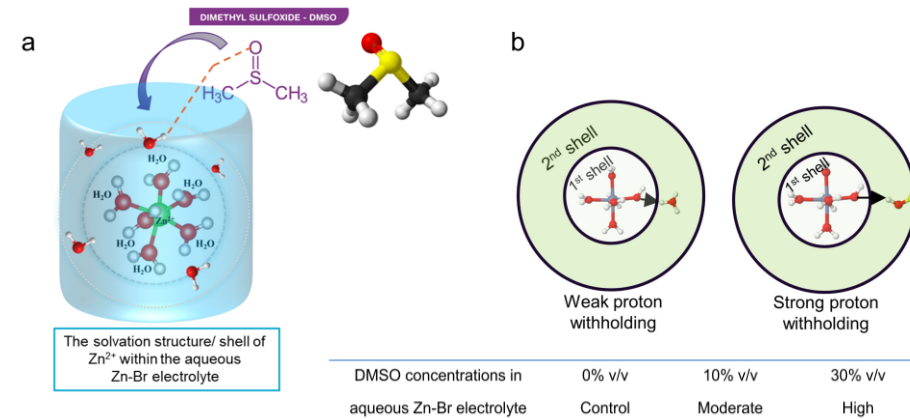 a
DIMETHYL SULFOXIDE - DMSO
O
S
H₃C
CH₃
H₂O
H₂O
H₂O
Zn²⁺
H₂O
H₂O
H₂O
The solvation structure/ shell of
Zn²⁺ within the aqueous
Zn-Br electrolyte
b
2nd shell
1st shell
Weak proton
withholding
2nd shell
1st shell
Strong proton
withholding
DMSO concentrations in 0% v/v 10% v/v 30% v/v
aqueous Zn-Br electrolyte Control Moderate High